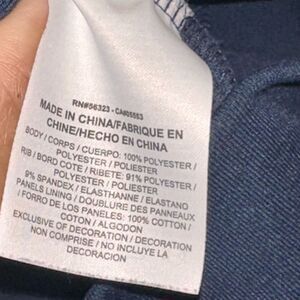 RN#56323 - CA#05553
MADE IN CHINA/FABRIQUE EN
CHINE/HECHO EN CHINA
BODY / CORPS / CUERPO: 100% POLYESTER /
POLYESTER / POLIESTER
RIB / BORD COTE / RIBETE: 91% POLYESTER /
POLYESTER / POLIESTER
9% SPANDEX / ELASTHANNE / ELASTANO
PANELS LINING / DOUBLURE DES PANNEAUX
/ FORRO DE LOS PANELES: 100% COTTON /
COTON / ALGODON
EXCLUSIVE OF DECORATION / DECORATION
NON COMPRISE / NO INCLUYE LA
DECORACION